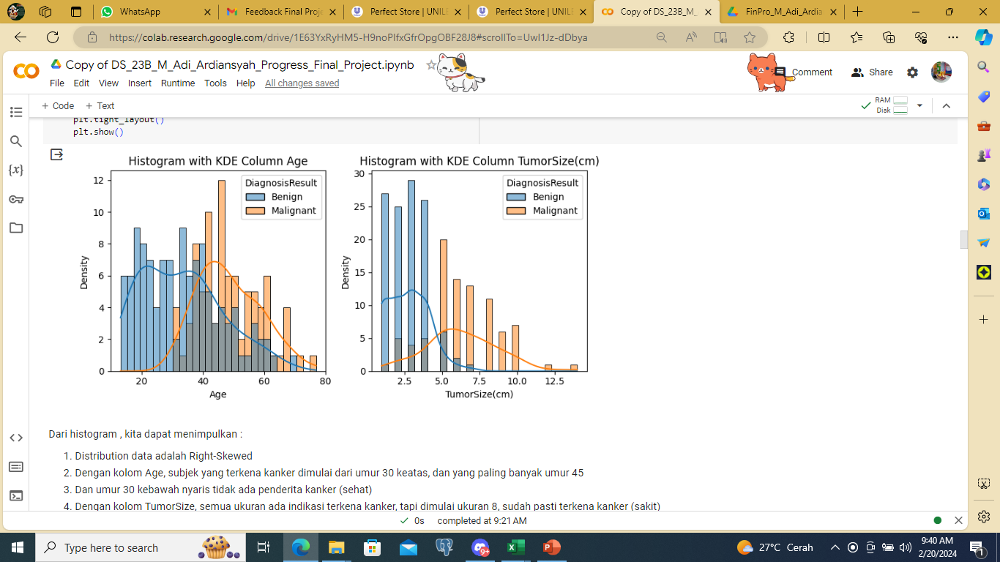 WhatsApp
Feedback Final Proje
Perfect Store | UNILE
Perfect Store | UNILE
Copy of DS_23B_M_
FinPro_M_Adi_Ardia
https://colab.research.google.com/drive/1E63YxRyHM5-H9noPlfxGfrOpgOBF28J8#scrollTo=UwI1Jz-dDbya
Copy of DS_23B_M_Adi_Ardiansyah_Progress_Final_Project.ipynb
Comment
Share
File Edit View Insert Runtime Tools Help All changes saved
+ Code + Text
RAM
Disk
plt.tight_layout()
plt.show()
{x}
Histogram with KDE Column Age
DiagnosisResult
Benign
Malignant
Density
12
10
8
6
4
2
0
20 40 60 80
Age
Histogram with KDE Column TumorSize(cm)
DiagnosisResult
Benign
Malignant
Density
30
25
20
15
10
5
0
2.5 5.0 7.5 10.0 12.5
TumorSize(cm)
Dari histogram , kita dapat menimpulkan :
1. Distribution data adalah Right-Skewed
2. Dengan kolom Age, subjek yang terkena kanker dimulai dari umur 30 keatas, dan yang paling banyak umur 45
3. Dan umur 30 kebawah nyaris tidak ada penderita kanker (sehat)
4. Dengan kolom TumorSize, semua ukuran ada indikasi terkena kanker, tapi dimulai ukuran 8, sudah pasti terkena kanker (sakit)
0s completed at 9:21 AM
Type here to search
9+
27°C Cerah
9:40 AM
2/20/2024
1